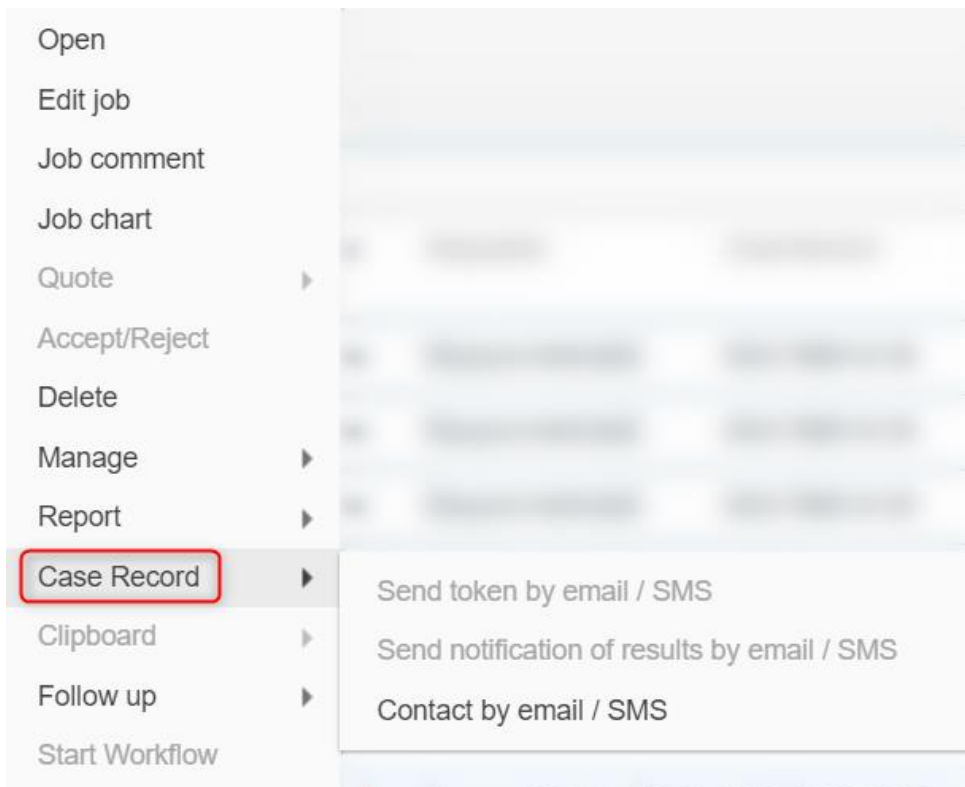 Open
Edit job
Job comment
Job chart
Quote
Accept/Reject
Delete
Manage
Report
Case Record
Send token by email / SMS
Clipboard
Send notification of results by email / SMS
Follow up
Contact by email / SMS
Start Workflow